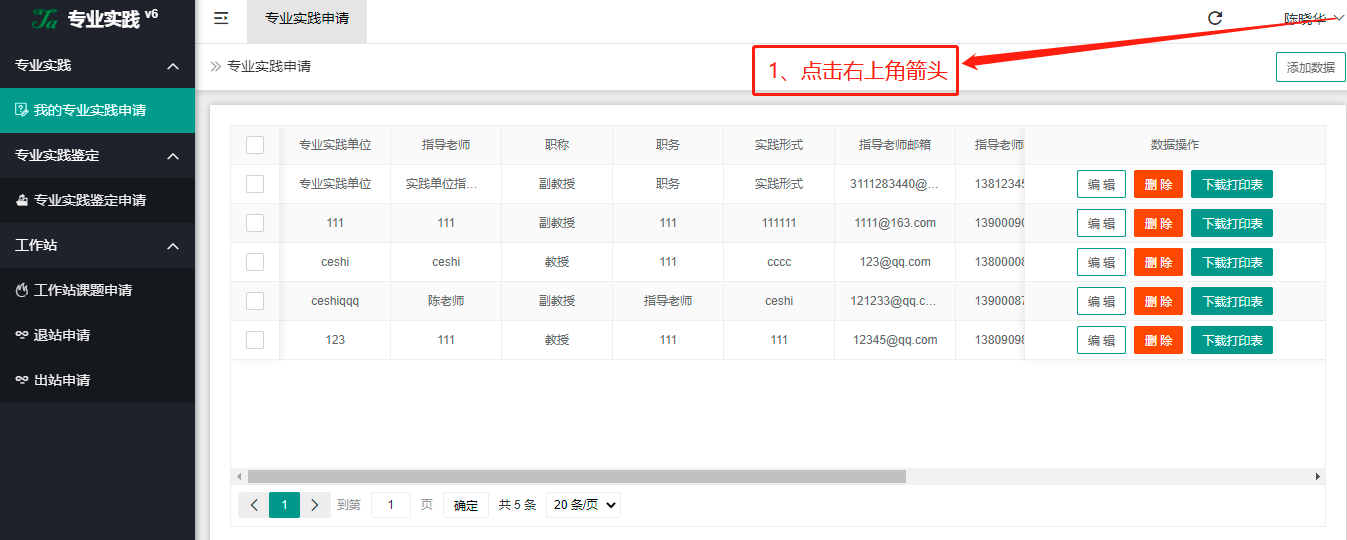 专业实践 v6
专业实践申请
陈晓华
专业实践
1、点击右上角箭头
专业实践申请
添加数据
我的专业实践申请
专业实践鉴定
专业实践鉴定申请
工作站
工作站课题申请
退站申请
出站申请
专业实践单位 指导老师 职称 职务 实践形式 指导老师邮箱 指导老师 数据操作
专业实践单位 实践单位指... 副教授 职务 实践形式 3111283440@... 13812345 编辑 删除 下载打印表
111 111 副教授 111 111111 1111@163.com 1390009 编辑 删除 下载打印表
ceshi ceshi 教授 111 cccc 123@qq.com 1380000 编辑 删除 下载打印表
ceshiqqq 陈老师 副教授 指导老师 ceshi 121233@qq.c... 13900087 编辑 删除 下载打印表
123 111 教授 111 111 12345@qq.com 1380909 编辑 删除 下载打印表
1 到第 1 页 确定 共 5 条 20 条/页